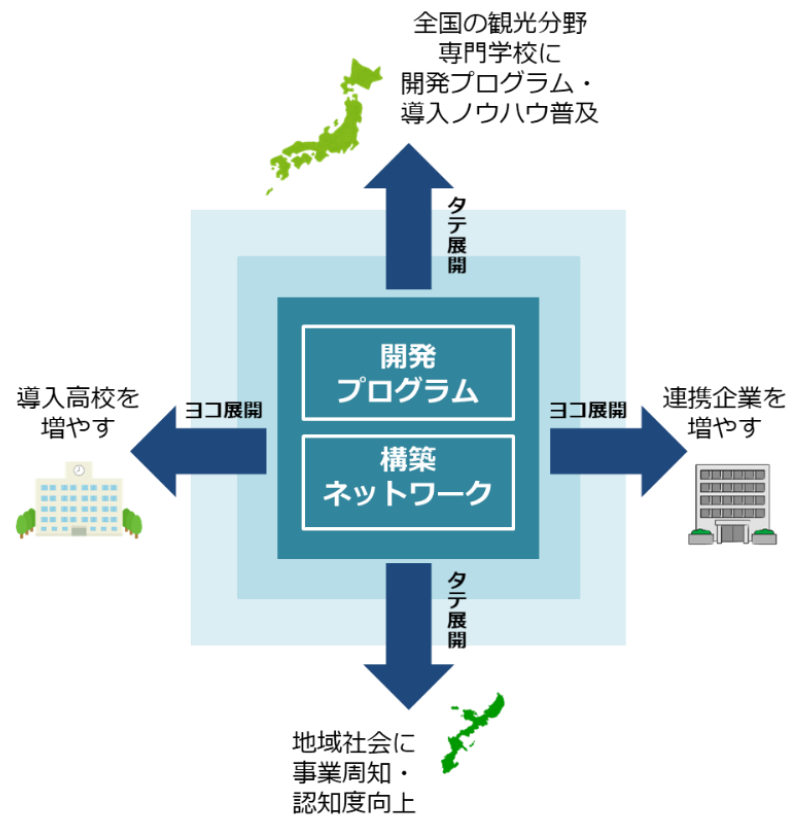 全国の観光分野
専門学校に
開発プログラム・
導入ノウハウ普及
タテ展開
開発
プログラム
導入高校を
増やす
ヨコ展開
ヨコ展開
連携企業を
増やす
構築
ネットワーク
タテ展開
地域社会に
事業周知・
認知度向上